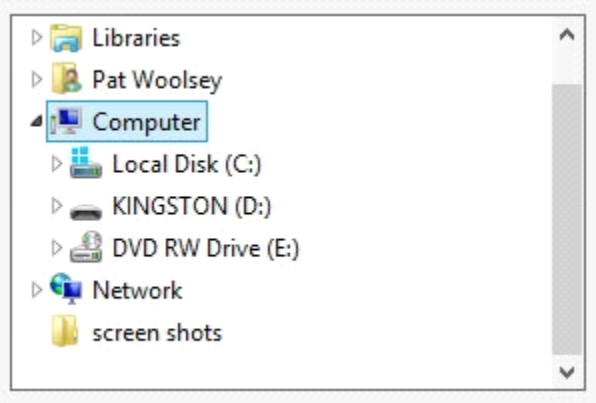 Libraries
Pat Woolsey
Computer
Local Disk (C:)
KINGSTON (D:)
DVD RW Drive (E:)
Network
screen shots